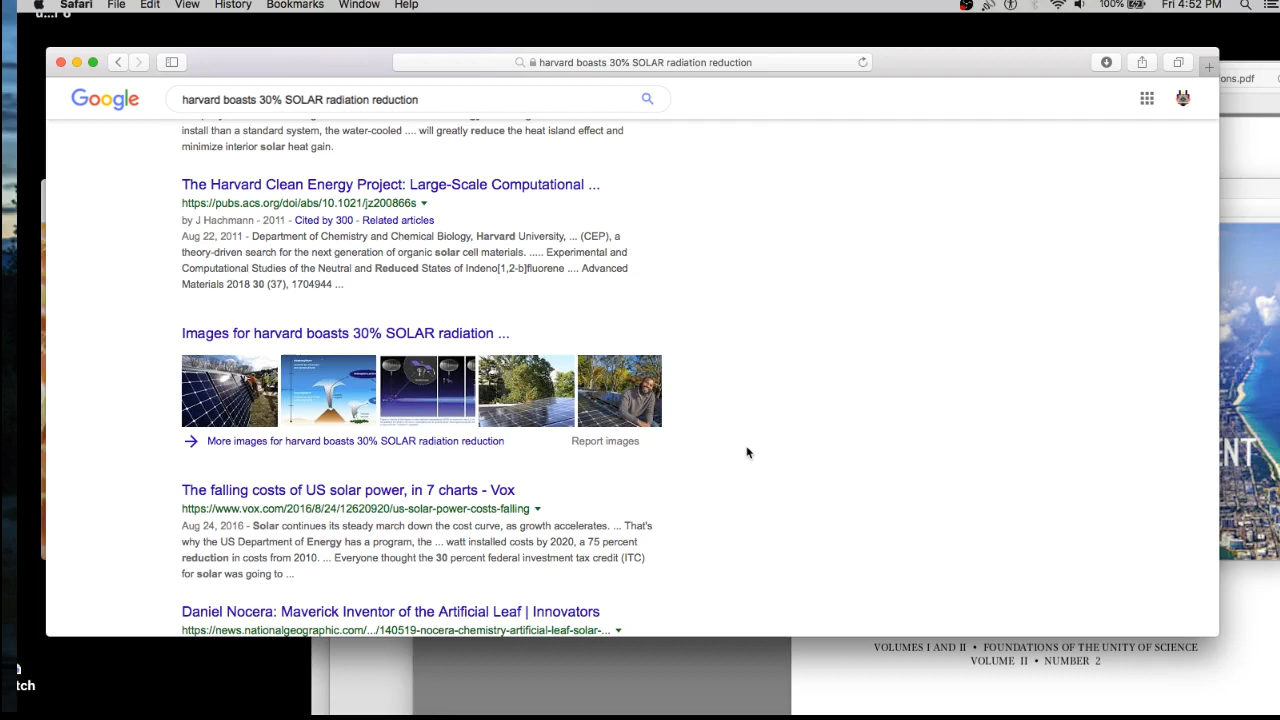 Safari File Edit View History Bookmarks Window Help
100% Fri 4:52 PM
harvard boasts 30% SOLAR radiation reduction
ons.pdf
Google harvard boasts 30% SOLAR radiation reduction
install than a standard system, the water-cooled .... will greatly reduce the heat island effect and
minimize interior solar heat gain.
The Harvard Clean Energy Project: Large-Scale Computational ...
https://pubs.acs.org/doi/abs/10.1021/jz200866s
by J Hachmann - 2011 - Cited by 300 - Related articles
Aug 22, 2011 - Department of Chemistry and Chemical Biology, Harvard University, ... (CEP), a
theory-driven search for the next generation of organic solar cell materials. ..... Experimental and
Computational Studies of the Neutral and Reduced States of Indeno[1,2-b]fluorene .... Advanced
Materials 2018 30 (37), 1704944 ...
Images for harvard boasts 30% SOLAR radiation ...
More images for harvard boasts 30% SOLAR radiation reduction Report images
ENT
The falling costs of US solar power, in 7 charts - Vox
https://www.vox.com/2016/8/24/12620920/us-solar-power-costs-falling
Aug 24, 2016 - Solar continues its steady march down the cost curve, as growth accelerates. ... That's
why the US Department of Energy has a program, the ... watt installed costs by 2020, a 75 percent
reduction in costs from 2010. ... Everyone thought the 30 percent federal investment tax credit (ITC)
for solar was going to ...
Daniel Nocera: Maverick Inventor of the Artificial Leaf | Innovators
https://news.nationalgeographic.com/.../140519-nocera-chemistry-artificial-leaf-solar-...
VOLUMES I AND II • FOUNDATIONS OF THE UNITY OF SCIENCE
VOLUME II • NUMBER 2
tch